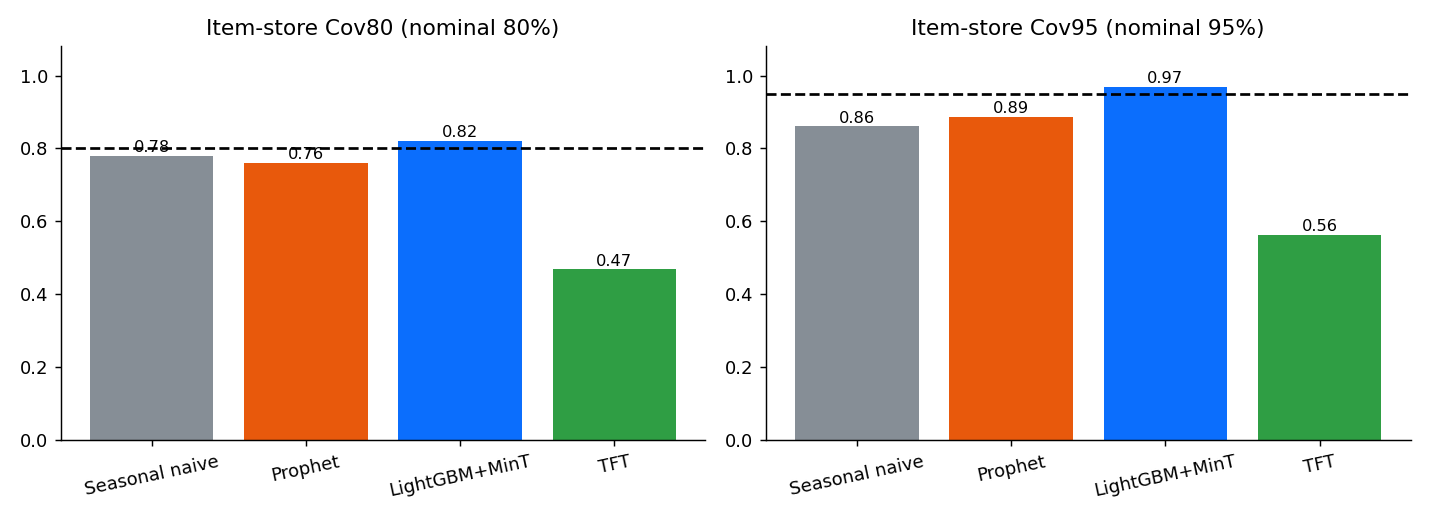 Item-store Cov80 (nominal 80%)
1.0
0.8
0.6
0.4
0.2
0.0
0.78
0.76
0.82
0.47
Seasonal naive
Prophet
LightGBM+MinT
TFT
Item-store Cov95 (nominal 95%)
1.0
0.8
0.6
0.4
0.2
0.0
0.86
0.89
0.97
0.56
Seasonal naive
Prophet
LightGBM+MinT
TFT